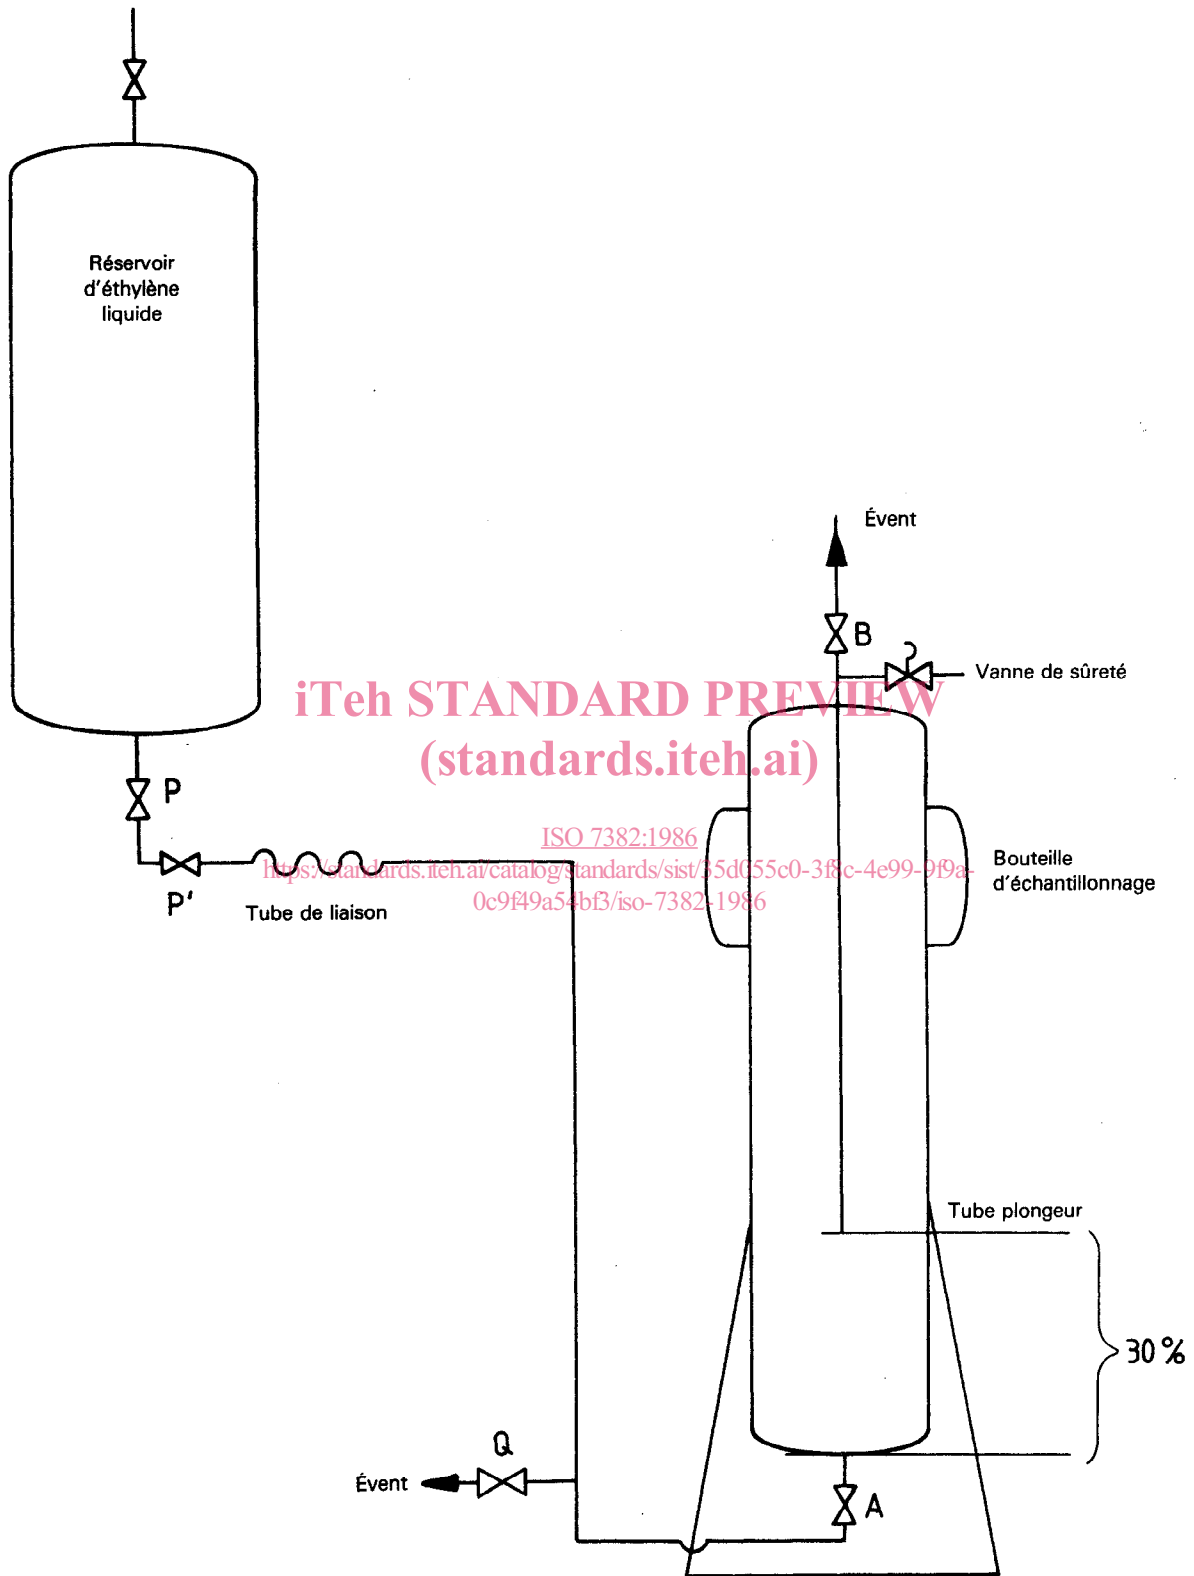 Réservoir
d'éthylène
liquide
Évent
B
Vanne de sûreté
iTeh STANDARD PREVIEW
(standards.iteh.ai)
P
ISO 7382:1986
https://standards.iteh.ai/catalog/standards/sist/35d055c0-3f8c-4e99-9f9a-
0c9f49a54bf3/iso-7382-1986
P'
Tube de liaison
Bouteille
d'échantillonnage
Tube plongeur
30 %
Q
Évent
A